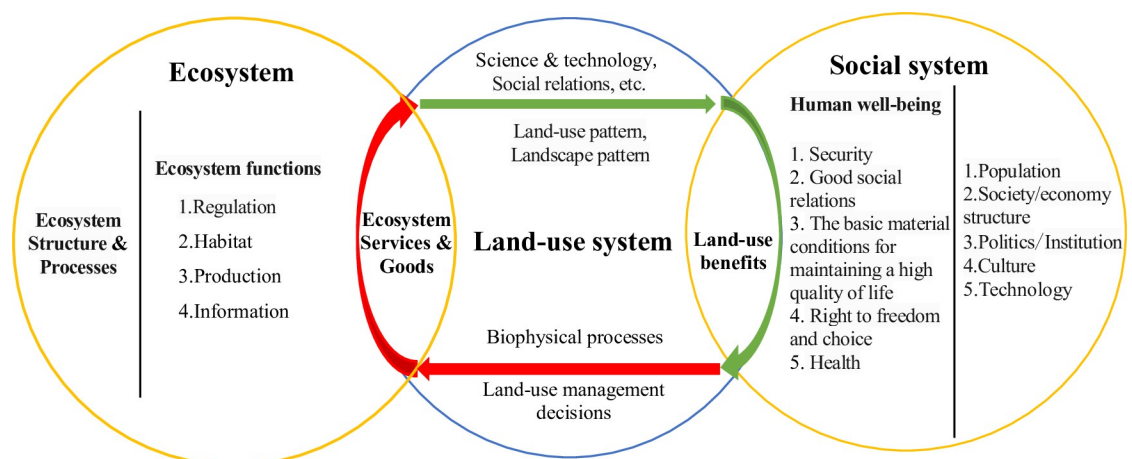 Ecosystem
Ecosystem
Structure &
Processes
Ecosystem functions
1.Regulation
2.Habitat
3.Production
4.Information
Ecosystem
Services &
Goods
Science & technology,
Social relations, etc.
Land-use pattern,
Landscape pattern
Land-use system
Biophysical processes
Land-use management
decisions
Land-use
benefits
Social system
Human well-being
1. Security
2. Good social
relations
3. The basic material
conditions for
maintaining a high
quality of life
4. Right to freedom
and choice
5. Health
1.Population
2.Society/economy
structure
3.Politics/Institution
4.Culture
5.Technology